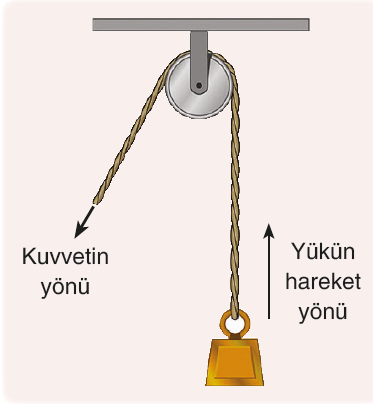 Kuvvetin
yönü
Yükün
hareket
yönü